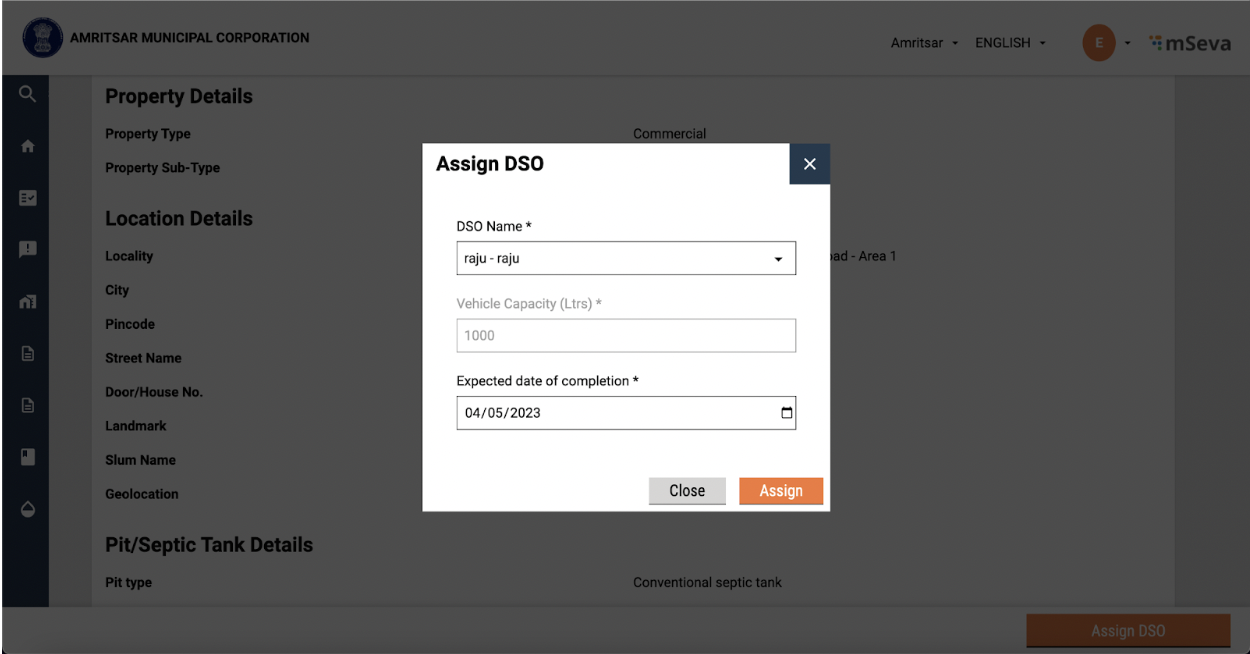 AMRITSAR MUNICIPAL CORPORATION
Amritsar
ENGLISH
E
mSeva
Property Details
Property Type Commercial
Property Sub-Type
Location Details
Locality - Area 1
City
Pincode
Street Name
Door/House No.
Landmark
Slum Name
Geolocation
Pit/Septic Tank Details
Pit type Conventional septic tank
Assign DSO
DSO Name *
raju - raju
Vehicle Capacity (Ltrs) *
1000
Expected date of completion *
04/05/2023
Close Assign
Assign DSO